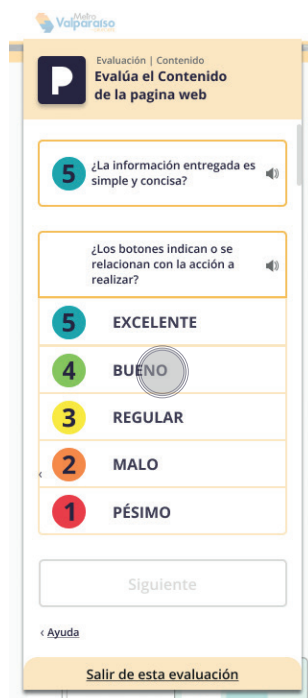 Metro
Valparaíso
P
Evaluación | Contenido
Evalúa el Contenido
de la pagina web
5
¿La información entregada es
simple y concisa?
¿Los botones indican o se
relacionan con la acción a
realizar?
5 EXCELENTE
4 BUENO
3 REGULAR
2 MALO
‹
1 PÉSIMO
Siguiente
‹ Ayuda
Salir de esta evaluación